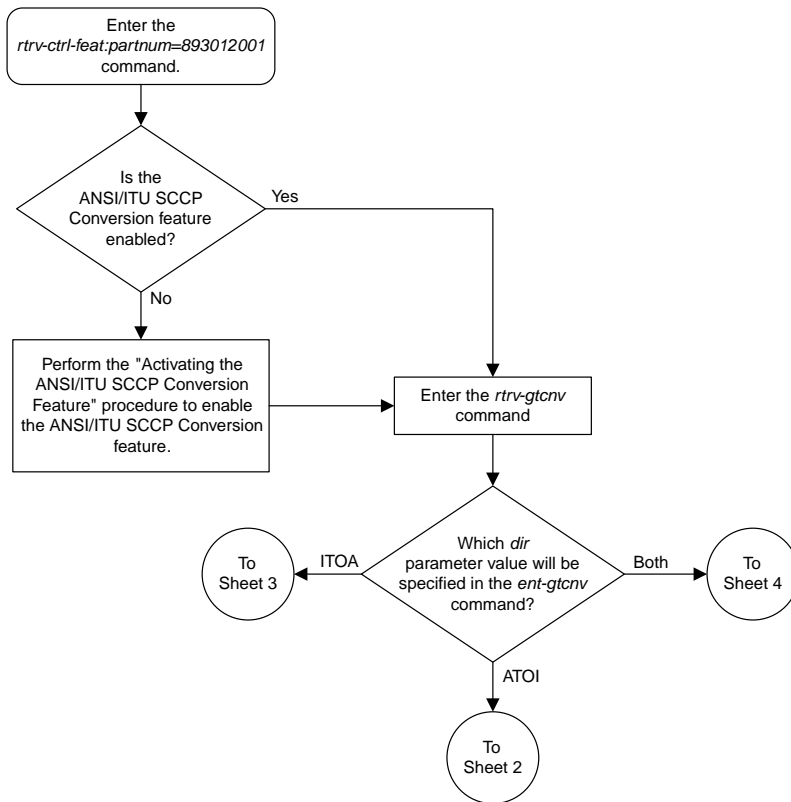 Enter the
rtrv-ctrl-feat:partnum=893012001
command.
Is the
ANSI/ITU SCCP
Conversion feature
enabled?
Yes
No
Perform the "Activating the
ANSI/ITU SCCP Conversion
Feature" procedure to enable
the ANSI/ITU SCCP Conversion
feature.
Enter the rtrv-gtcnv
command
Which dir
parameter value will be
specified in the ent-gtcnv
command?
ITOA
Both
To
Sheet 3
To
Sheet 4
ATOI
To
Sheet 2